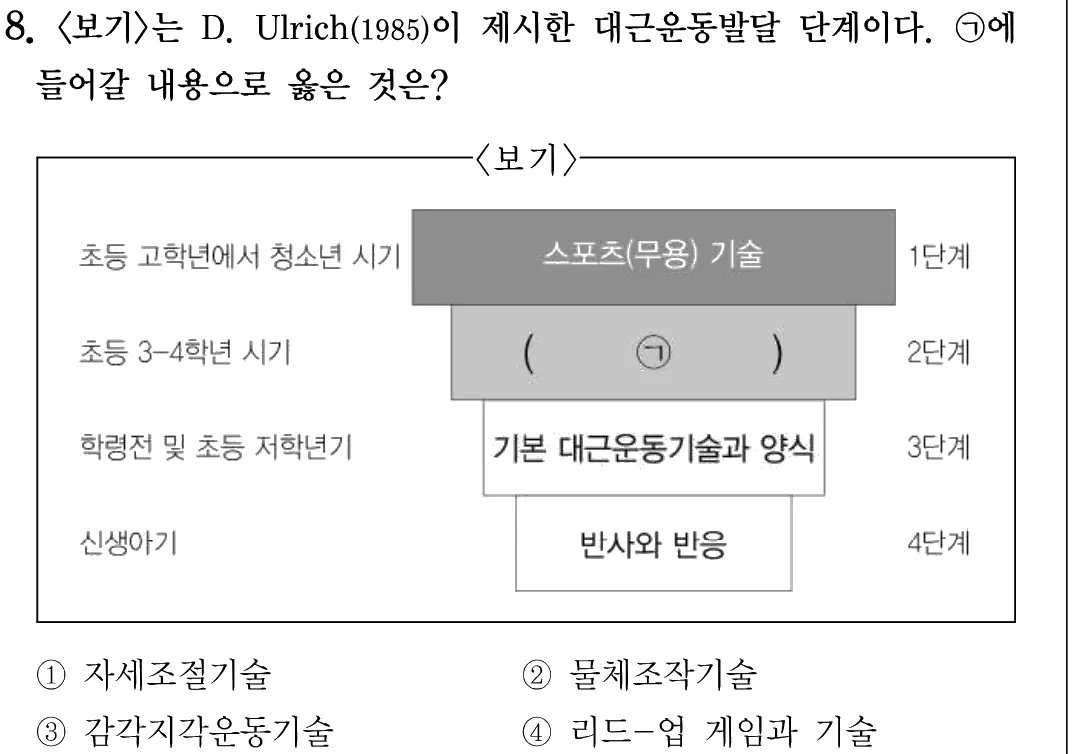 8. 〈보기〉는 D. Ulrich(1985)이 제시한 대근운동발달 단계이다. ㉠에
들어갈 내용으로 옳은 것은?
〈보기〉
초등 고학년에서 청소년 시기 스포츠(무용) 기술 1단계
초등 3-4학년 시기 ( ㉠ ) 2단계
학령전 및 초등 저학년기 기본 대근운동기술과 양식 3단계
신생아기 반사와 반응 4단계
① 자세조절기술 ② 물체조작기술
③ 감각지각운동기술 ④ 리드-업 게임과 기술